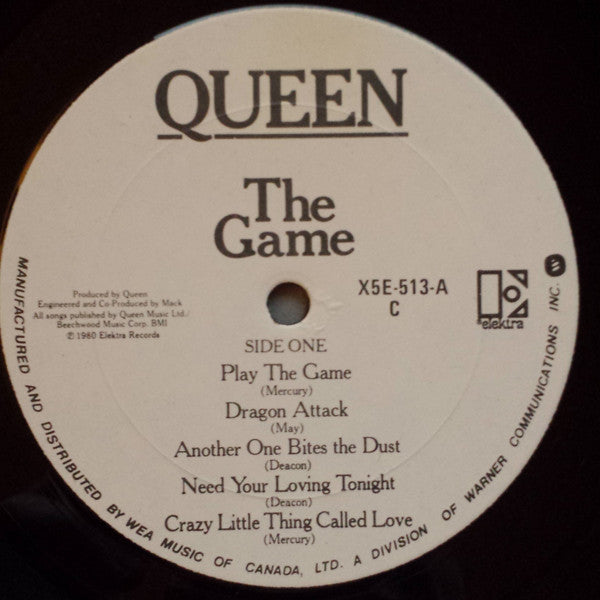 QUEEN
The
Game
Produced by Queen
Engineered and Co-Produced by Mack
All songs published by Queen Music Ltd./
Beechwood Music Corp. BMI
℗ 1980 Elektra Records
X5E-513-A
C
elektra
SIDE ONE
Play The Game
(Mercury)
Dragon Attack
(May)
Another One Bites the Dust
(Deacon)
Need Your Loving Tonight
(Deacon)
Crazy Little Thing Called Love
(Mercury)
MANUFACTURED AND DISTRIBUTED BY WEA MUSIC OF CANADA, LTD. A DIVISION OF WARNER COMMUNICATIONS INC.